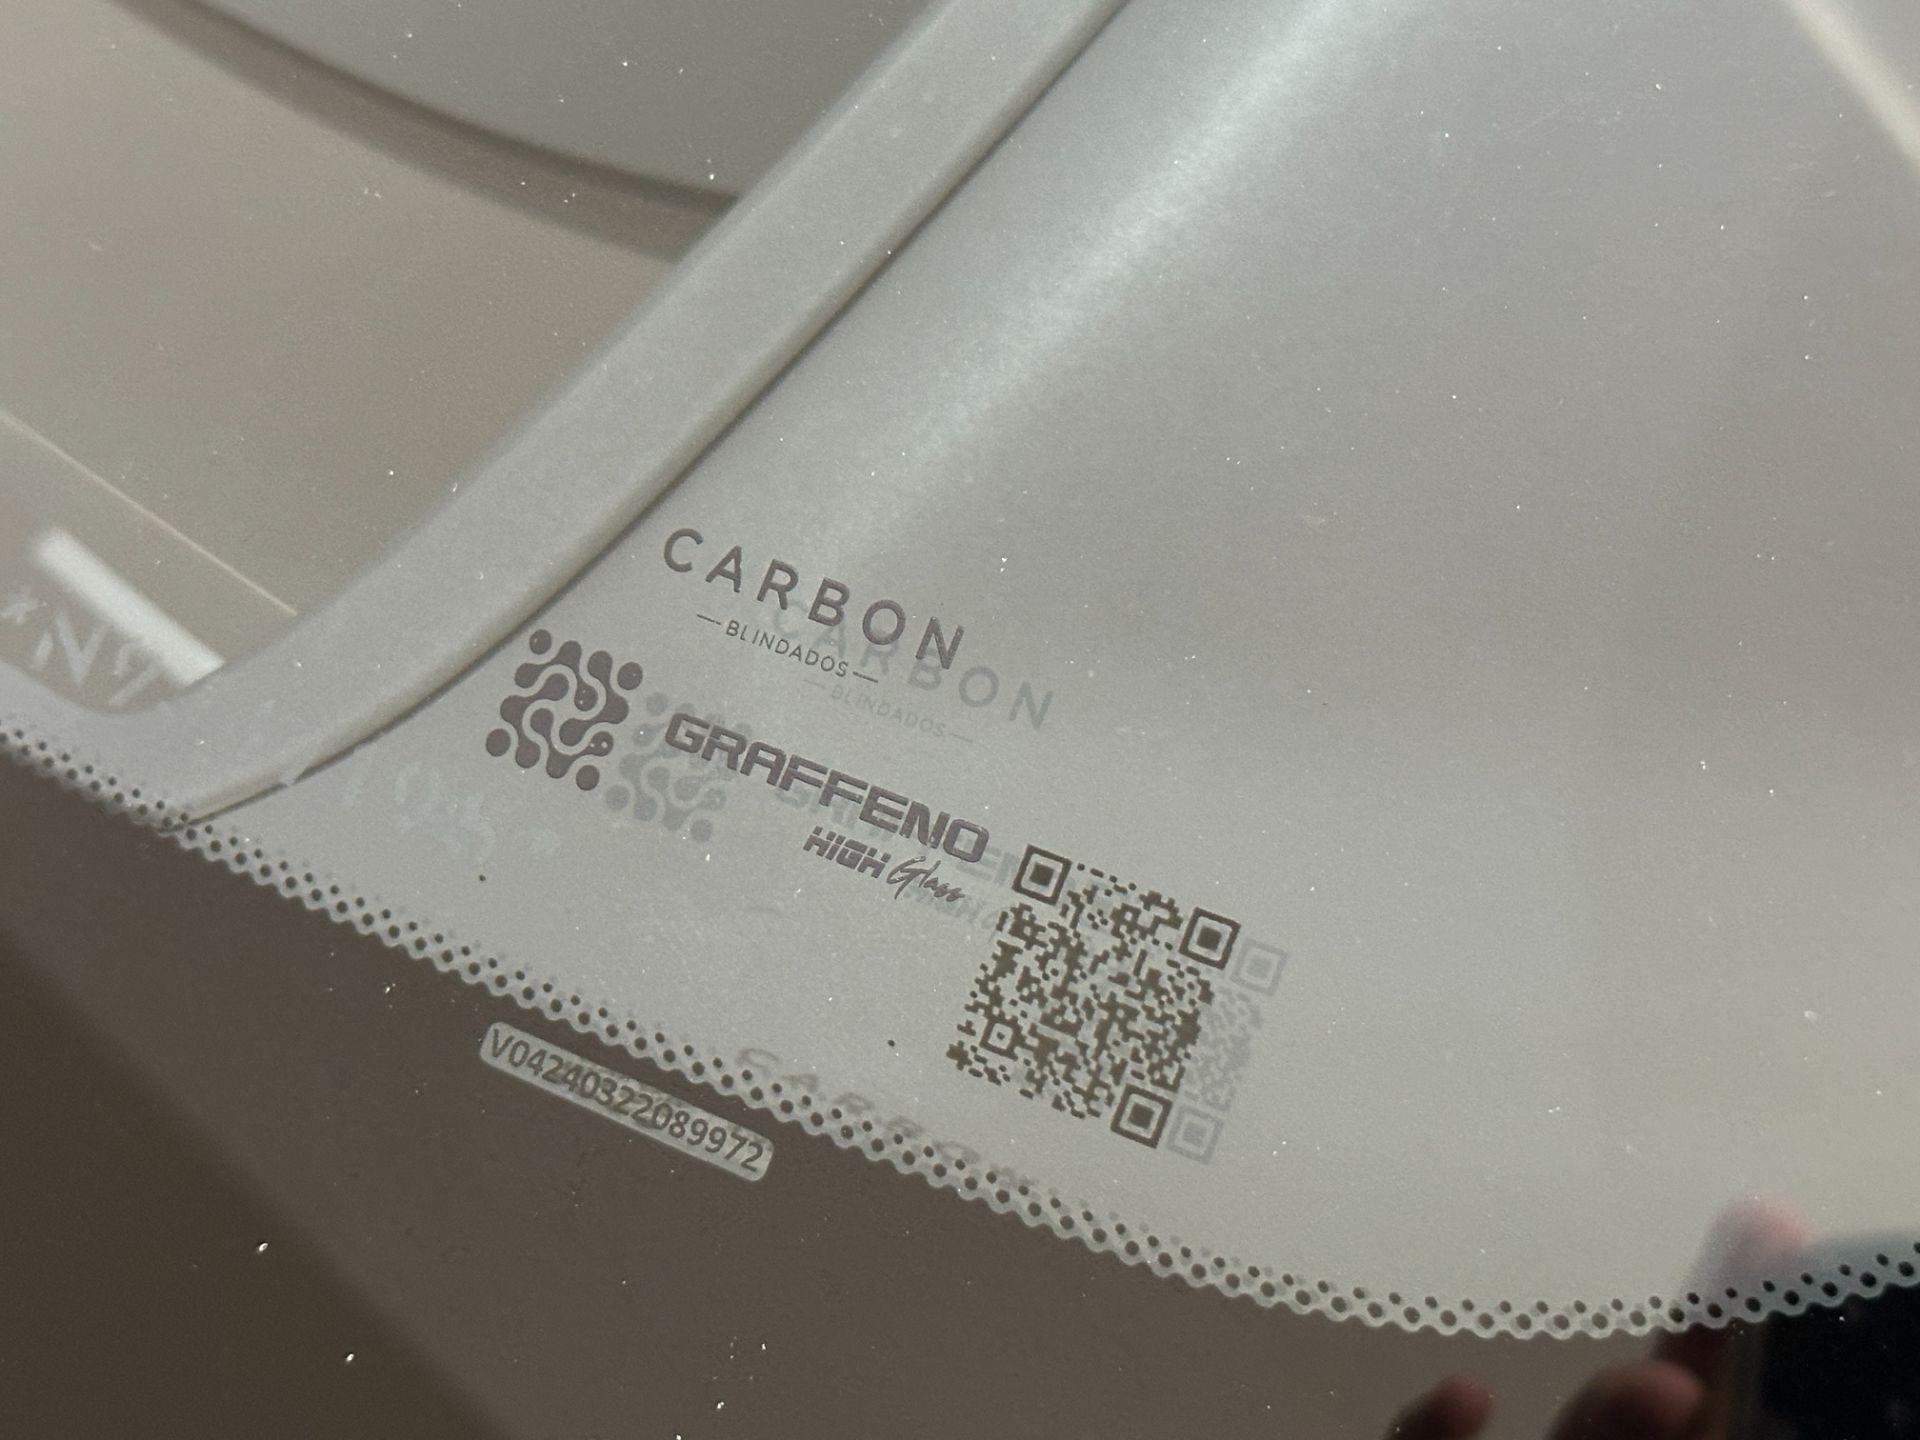 CARBON
BLINDADOS
GRAFFENO
HIGH Glass
V04240322089972